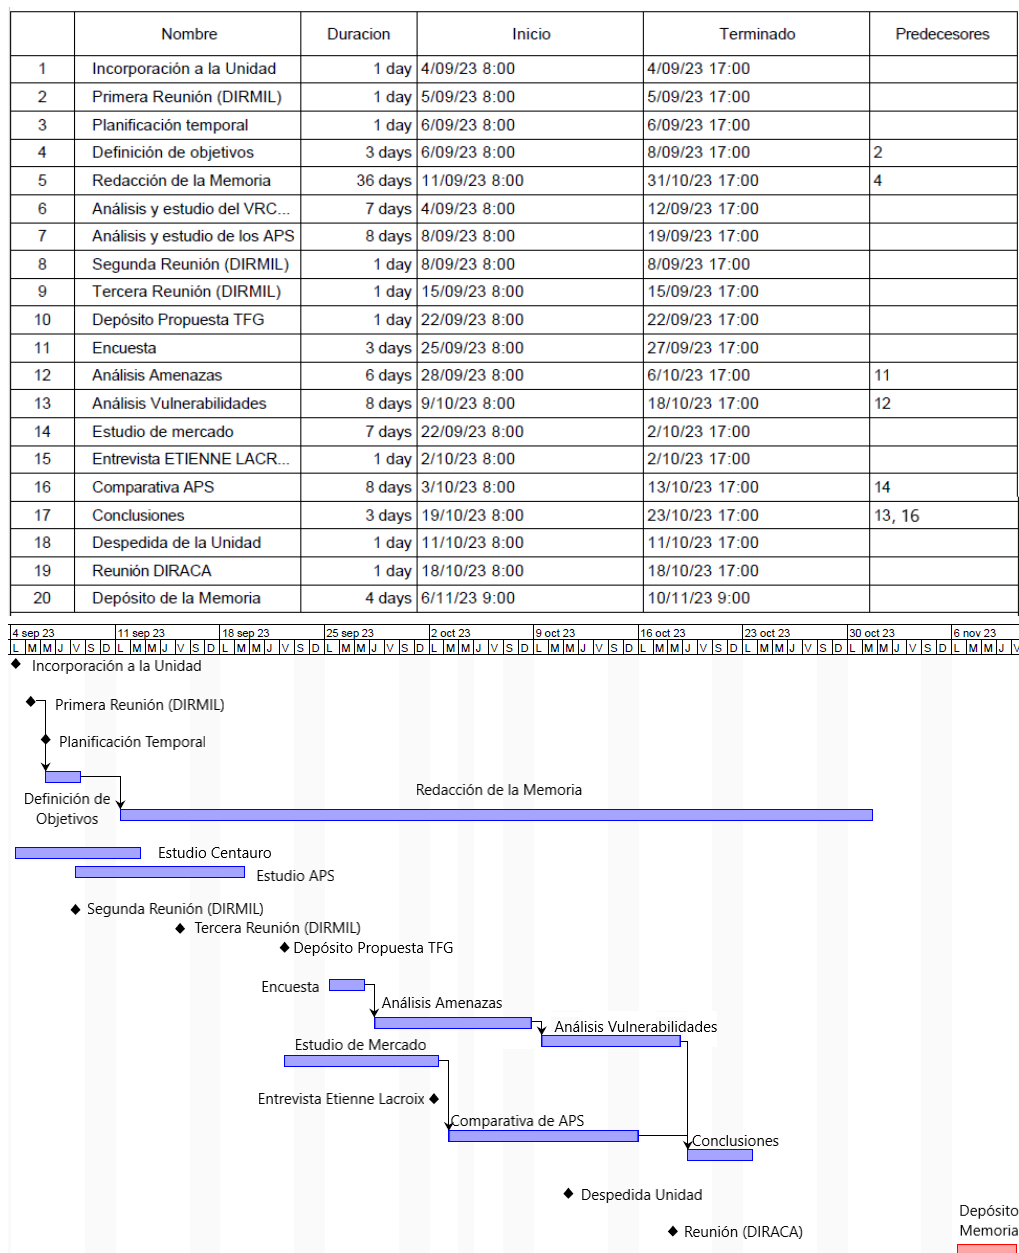 Nombre Duracion Inicio Terminado Predecesores
1 Incorporación a la Unidad 1 day 4/09/23 8:00 4/09/23 17:00
2 Primera Reunión (DIRMIL) 1 day 5/09/23 8:00 5/09/23 17:00
3 Planificación temporal 1 day 6/09/23 8:00 6/09/23 17:00
4 Definición de objetivos 3 days 6/09/23 8:00 8/09/23 17:00 2
5 Redacción de la Memoria 36 days 11/09/23 8:00 31/10/23 17:00 4
6 Análisis y estudio del VRC... 7 days 4/09/23 8:00 12/09/23 17:00
7 Análisis y estudio de los APS 8 days 8/09/23 8:00 19/09/23 17:00
8 Segunda Reunión (DIRMIL) 1 day 8/09/23 8:00 8/09/23 17:00
9 Tercera Reunión (DIRMIL) 1 day 15/09/23 8:00 15/09/23 17:00
10 Depósito Propuesta TFG 1 day 22/09/23 8:00 22/09/23 17:00
11 Encuesta 3 days 25/09/23 8:00 27/09/23 17:00
12 Análisis Amenazas 6 days 28/09/23 8:00 6/10/23 17:00 11
13 Análisis Vulnerabilidades 8 days 9/10/23 8:00 18/10/23 17:00 12
14 Estudio de mercado 7 days 22/09/23 8:00 2/10/23 17:00
15 Entrevista ETIENNE LACR... 1 day 2/10/23 8:00 2/10/23 17:00
16 Comparativa APS 8 days 3/10/23 8:00 13/10/23 17:00 14
17 Conclusiones 3 days 19/10/23 8:00 23/10/23 17:00 13, 16
18 Despedida de la Unidad 1 day 11/10/23 8:00 11/10/23 17:00
19 Reunión DIRACA 1 day 18/10/23 8:00 18/10/23 17:00
20 Depósito de la Memoria 4 days 6/11/23 9:00 10/11/23 9:00
4 sep 23 11 sep 23 18 sep 23 25 sep 23 2 oct 23 9 oct 23 16 oct 23 23 oct 23 30 oct 23 6 nov 23
L M M J V S D L M M J V S D L M M J V S D L M M J V S D L M M J V S D L M M J V S D L M M J V S D L M M J V S D L M M J V S D L M M J V
Incorporación a la Unidad
Primera Reunión (DIRMIL)
Planificación Temporal
Redacción de la Memoria
Definición de
Objetivos
Estudio Centauro
Estudio APS
Segunda Reunión (DIRMIL)
Tercera Reunión (DIRMIL)
Depósito Propuesta TFG
Encuesta
Análisis Amenazas
Análisis Vulnerabilidades
Estudio de Mercado
Entrevista Etienne Lacroix
Comparativa de APS
Conclusiones
Despedida Unidad
Depósito
Memoria
Reunión (DIRACA)